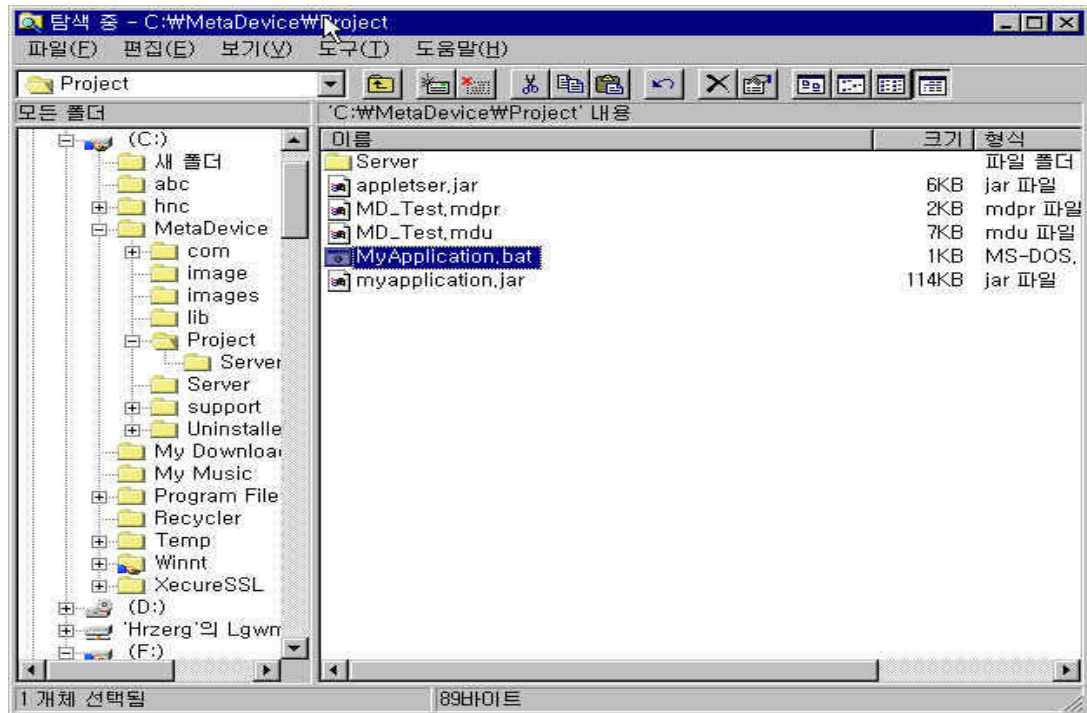 탐색 중 - C:₩MetaDevice₩Project
파일(F) 편집(E) 보기(V) 도구(T) 도움말(H)
Project
모든 폴더
'C:₩MetaDevice₩Project' 내용
(C:)
새 폴더
abc
hnc
MetaDevice
com
image
images
lib
Project
Server
Server
support
Uninstalle
My Downloa
My Music
Program File
Recycler
Temp
Winnt
XecureSSL
(D:)
'Hrzerg'의 Lgwm
(F:)
이름 크기 형식
Server 파일 폴더
appletser.jar 6KB jar 파일
MD_Test.mdpr 2KB mdpr 파일
MD_Test.mdu 7KB mdu 파일
MyApplication.bat 1KB MS-DOS,
myapplication.jar 114KB jar 파일
1 개체 선택됨 89바이트